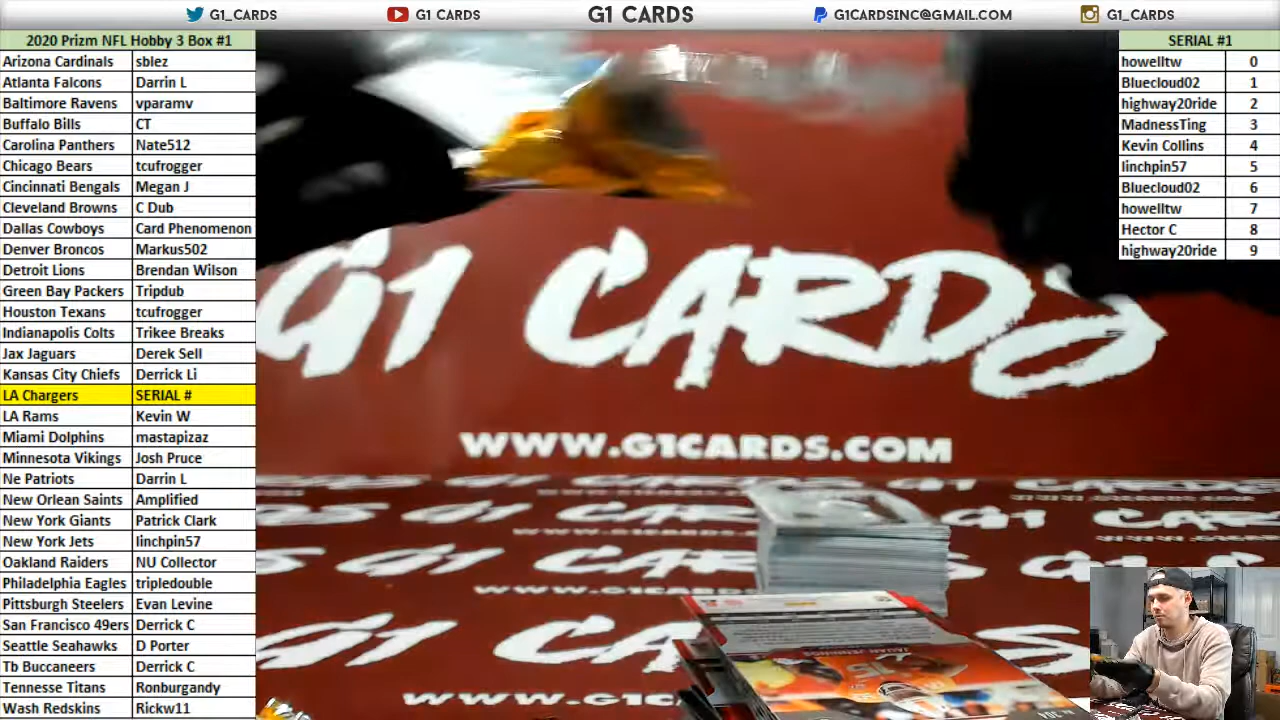 G1_CARDS G1 CARDS G1 CARDS G1CARDSINC@GMAIL.COM G1_CARDS
2020 Prizm NFL Hobby 3 Box #1
Arizona Cardinals sblez
Atlanta Falcons Darrin L
Baltimore Ravens vparamv
Buffalo Bills CT
Carolina Panthers Nate512
Chicago Bears tcufrogger
Cincinnati Bengals Megan J
Cleveland Browns C Dub
Dallas Cowboys Card Phenomenon
Denver Broncos Markus502
Detroit Lions Brendan Wilson
Green Bay Packers Tripdub
Houston Texans tcufrogger
Indianapolis Colts Trikee Breaks
Jax Jaguars Derek Sell
Kansas City Chiefs Derrick Li
LA Chargers SERIAL #
LA Rams Kevin W
Miami Dolphins mastapizaz
Minnesota Vikings Josh Pruce
Ne Patriots Darrin L
New Orlean Saints Amplified
New York Giants Patrick Clark
New York Jets linchpin57
Oakland Raiders NU Collector
Philadelphia Eagles tripledouble
Pittsburgh Steelers Evan Levine
San Francisco 49ers Derrick C
Seattle Seahawks D Porter
Tb Buccaneers Derrick C
Tennesse Titans Ronburgandy
Wash Redskins Rickw11
SERIAL #1
howelltw 0
Bluecloud02 1
highway20ride 2
MadnessTing 3
Kevin Collins 4
linchpin57 5
Bluecloud02 6
howelltw 7
Hector C 8
highway20ride 9
G1 CARDS
WWW.G1CARDS.COM
G1 CARDS
G1 CARDS